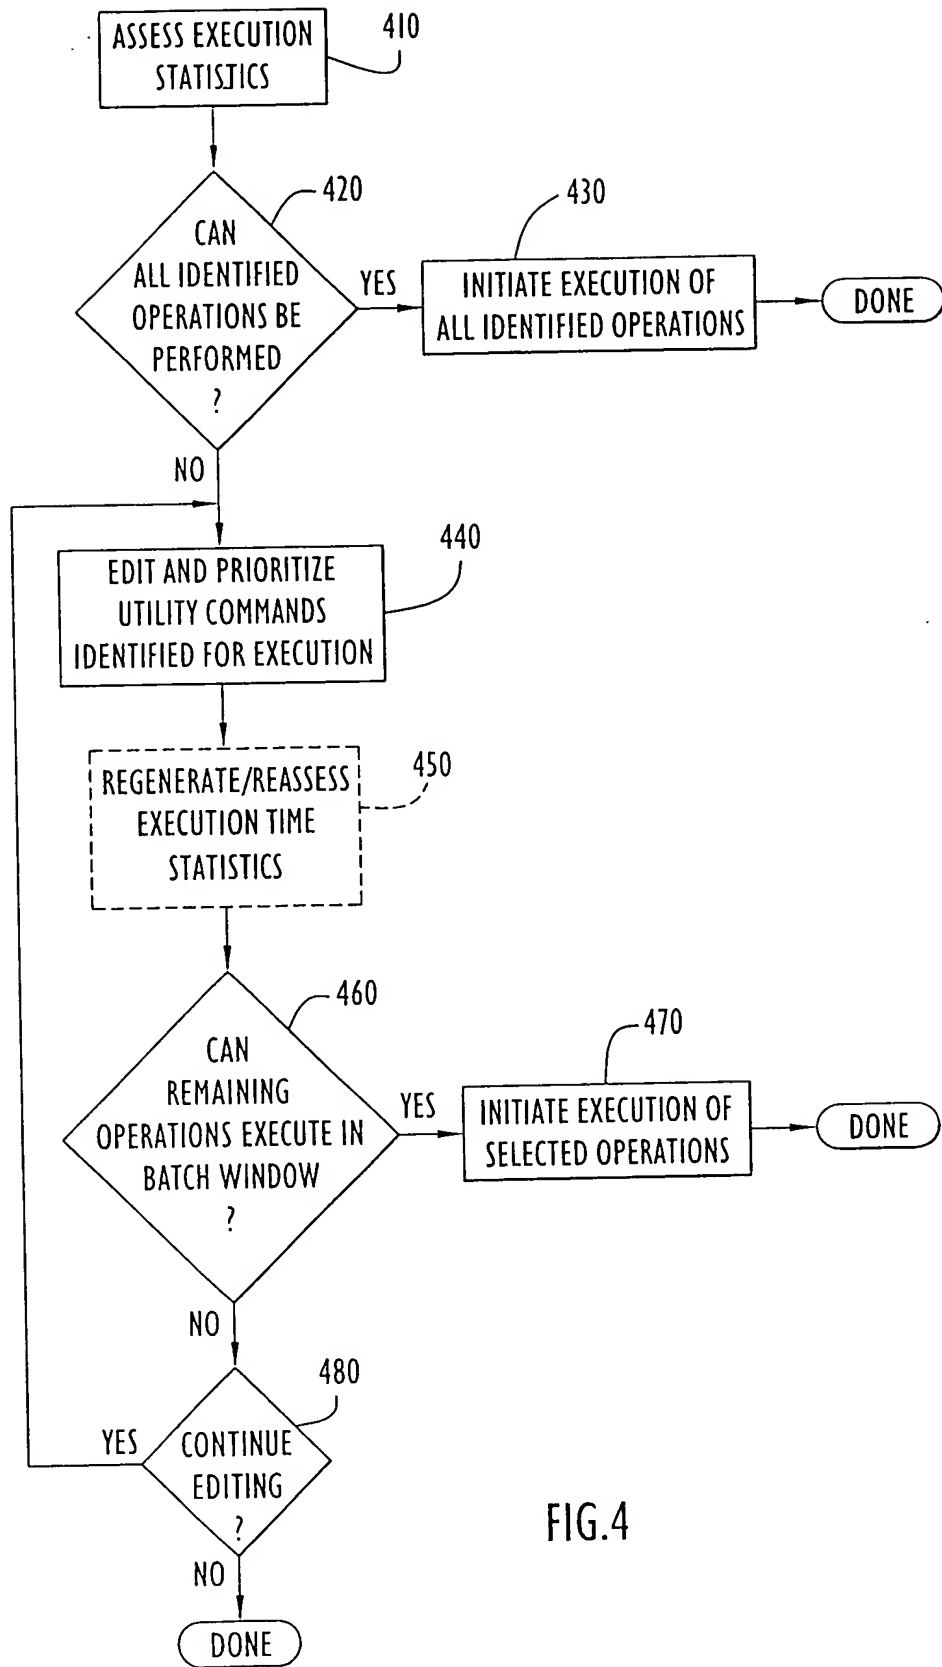 ASSESS EXECUTION
STATISTICS
410
420
CAN
ALL IDENTIFIED
OPERATIONS BE
PERFORMED
?
YES
430
INITIATE EXECUTION OF
ALL IDENTIFIED OPERATIONS
DONE
NO
440
EDIT AND PRIORITIZE
UTILITY COMMANDS
IDENTIFIED FOR EXECUTION
450
REGENERATE/REASSESS
EXECUTION TIME
STATISTICS
460
CAN
REMAINING
OPERATIONS EXECUTE IN
BATCH WINDOW
?
YES
470
INITIATE EXECUTION OF
SELECTED OPERATIONS
DONE
NO
480
YES
CONTINUE
EDITING
?
NO
DONE
FIG.4